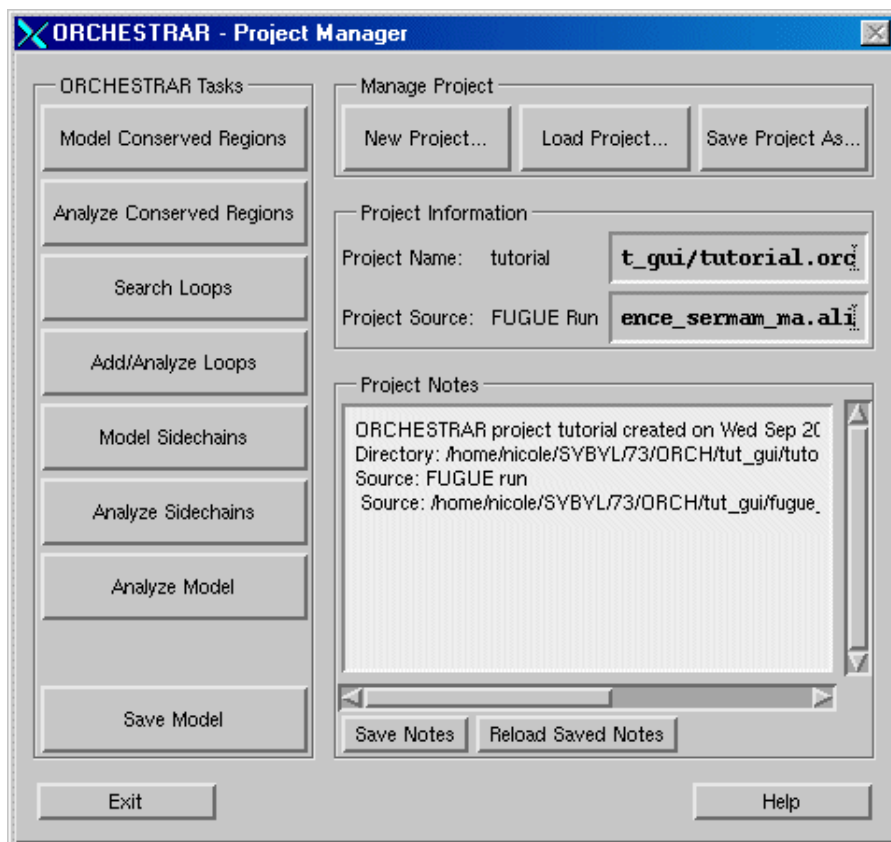 ORCHESTRAR - Project Manager
ORCHESTRAR Tasks
Model Conserved Regions
Analyze Conserved Regions
Search Loops
Add/Analyze Loops
Model Sidechains
Analyze Sidechains
Analyze Model
Save Model
Manage Project
New Project...
Load Project...
Save Project As...
Project Information
Project Name: tutorial t_gui/tutorial.orc
Project Source: FUGUE Run ence_sermam_ma.ali
Project Notes
ORCHESTRAR project tutorial created on Wed Sep 20
Directory: /home/nicole/SYBYL/73/ORCH/tut_gui/tuto
Source: FUGUE run
Source: /home/nicole/SYBYL/73/ORCH/tut_gui/fugue_
Save Notes
Reload Saved Notes
Exit
Help